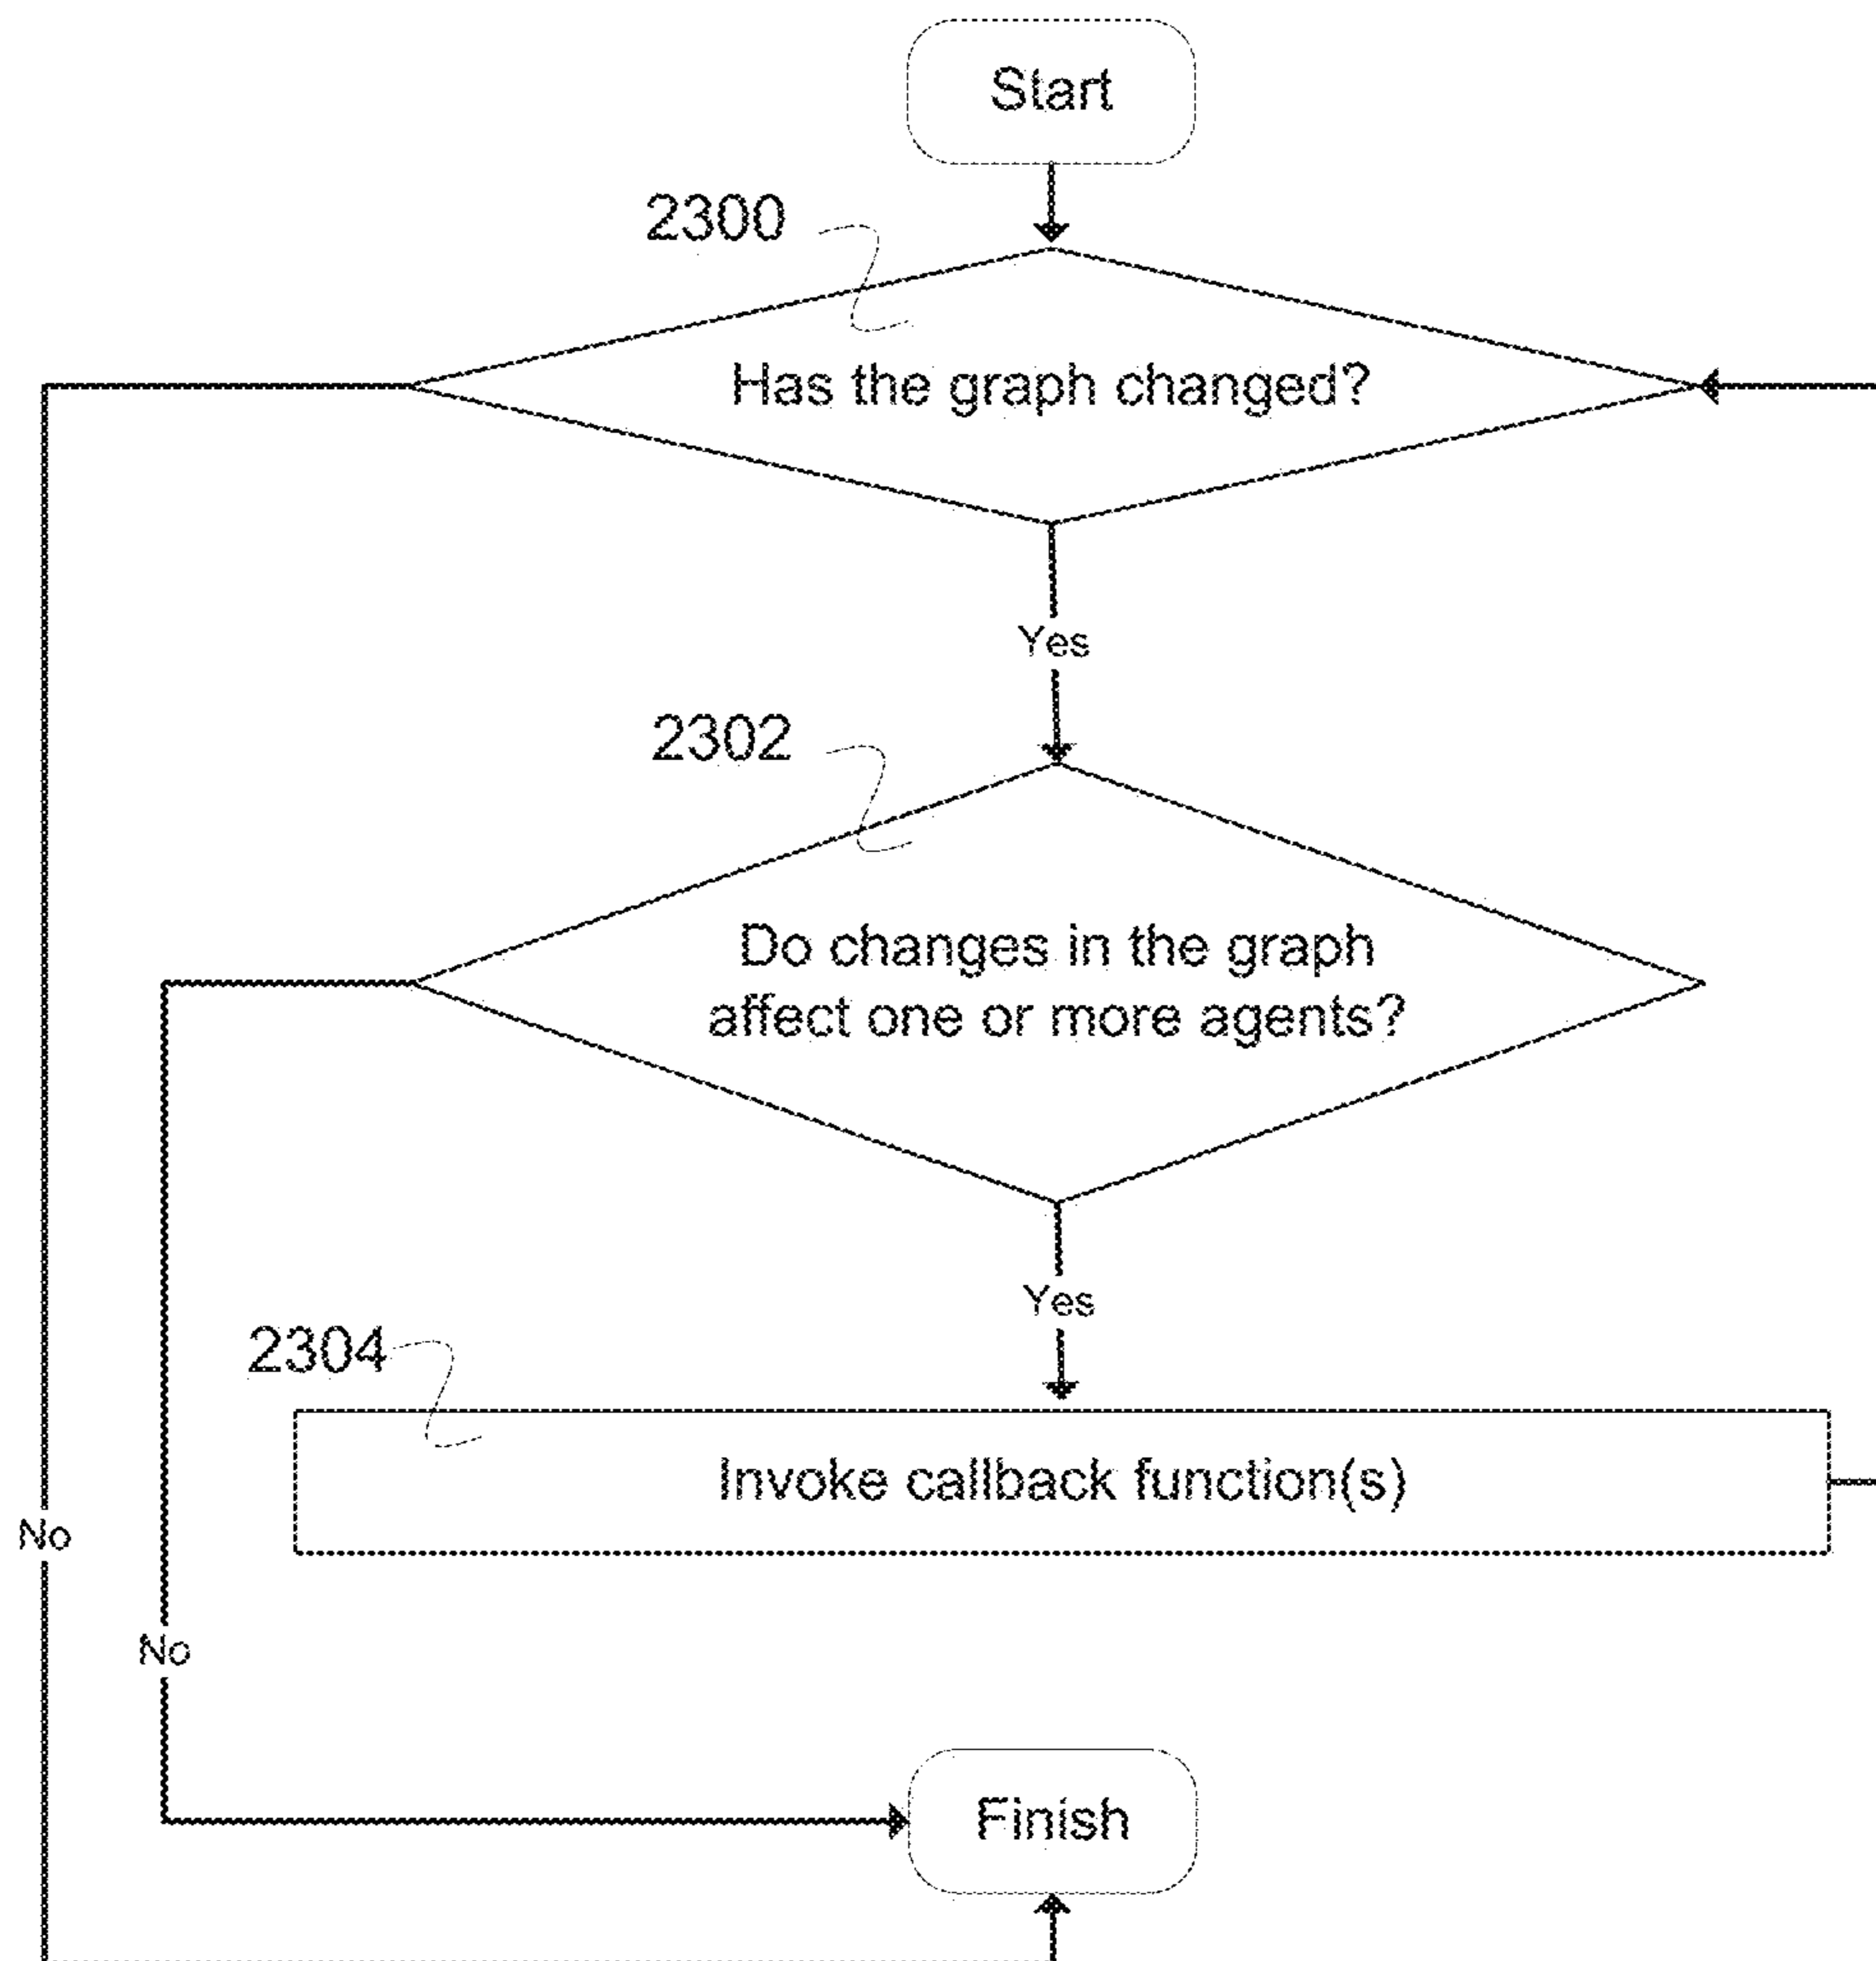 Start
2300
Has the graph changed?
Yes
2302
Do changes in the graph
affect one or more agents?
Yes
2304
Invoke callback function(s)
No
No
Finish